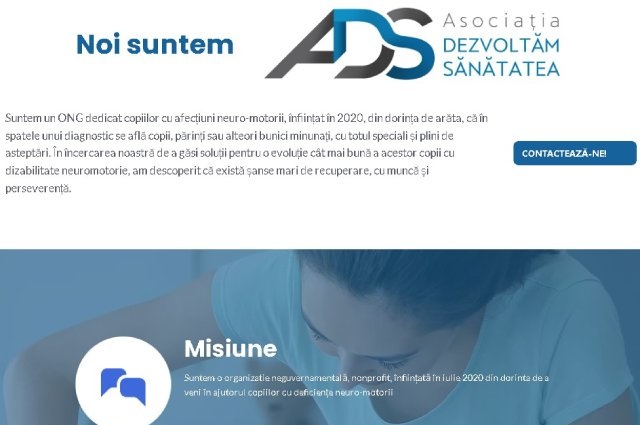 Noi suntem
ADS
Asociația
DEZVOLTĂM
SĂNĂTATEA
Suntem un ONG dedicat copiilor cu afecțiuni neuro-motorii, înființat în 2020, din dorința de arăta, că în
spatele unui diagnostic se află copii, părinți sau alteori bunici minunați, cu totul speciali și plini de
așteptări. În încercarea noastră de a găsi soluții pentru o evoluție cât mai bună a acestor copii cu
dizabilitate neuromotorie, am descoperit că există șanse mari de recuperare, cu muncă și
perseverență.
CONTACTEAZĂ-NE!
Misiune
Suntem o organizatie neguvernamentală, nonprofit, înființată în iulie 2020 din dorinta de a
veni în ajutorul copiilor cu deficiențe neuro-motorii